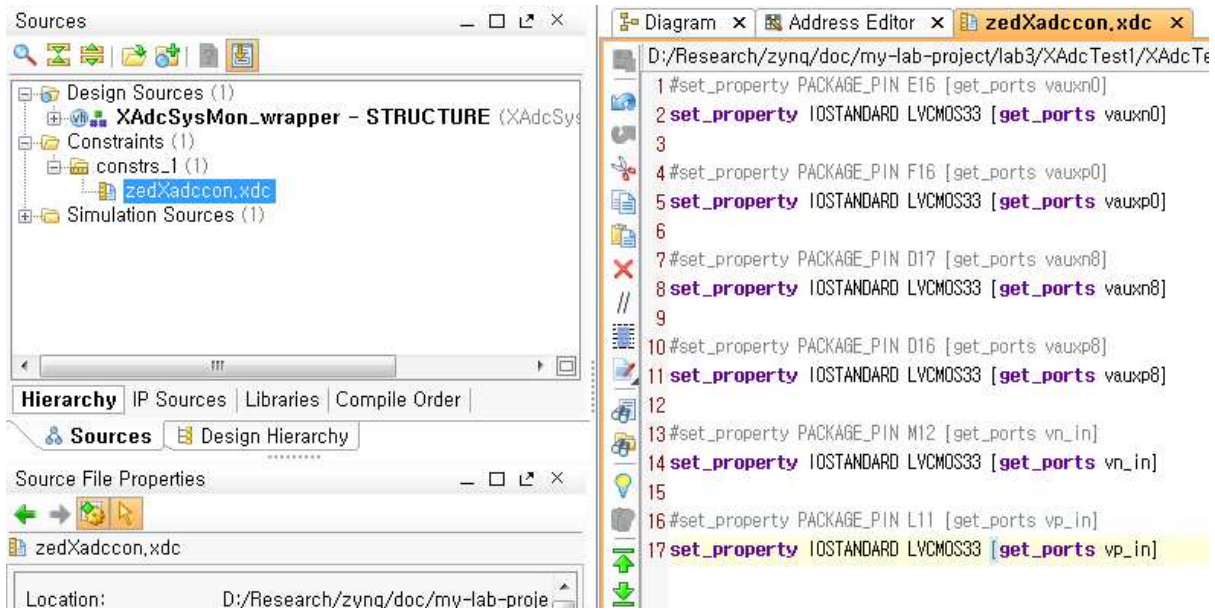 Sources
Design Sources (1)
XAdcSysMon_wrapper - STRUCTURE (XAdcSys
Constraints (1)
constrs_1 (1)
zedXadccon,xdc
Simulation Sources (1)
Hierarchy IP Sources Libraries Compile Order
Sources Design Hierarchy
Source File Properties
zedXadccon,xdc
Location: D:/Research/zynq/doc/my-lab-proje
Diagram Address Editor zedXadccon,xdc
D:/Research/zynq/doc/my-lab-project/lab3/XAdcTest1/XAdcTe
1 #set_property PACKAGE_PIN E16 [get_ports vauxn0]
2 set_property IOSTANDARD LVCMOS33 [get_ports vauxn0]
3
4 #set_property PACKAGE_PIN F16 [get_ports vauxp0]
5 set_property IOSTANDARD LVCMOS33 [get_ports vauxp0]
6
7 #set_property PACKAGE_PIN D17 [get_ports vauxn8]
8 set_property IOSTANDARD LVCMOS33 [get_ports vauxn8]
9
10 #set_property PACKAGE_PIN D16 [get_ports vauxp8]
11 set_property IOSTANDARD LVCMOS33 [get_ports vauxp8]
12
13 #set_property PACKAGE_PIN M12 [get_ports vn_in]
14 set_property IOSTANDARD LVCMOS33 [get_ports vn_in]
15
16 #set_property PACKAGE_PIN L11 [get_ports vp_in]
17 set_property IOSTANDARD LVCMOS33 [get_ports vp_in]